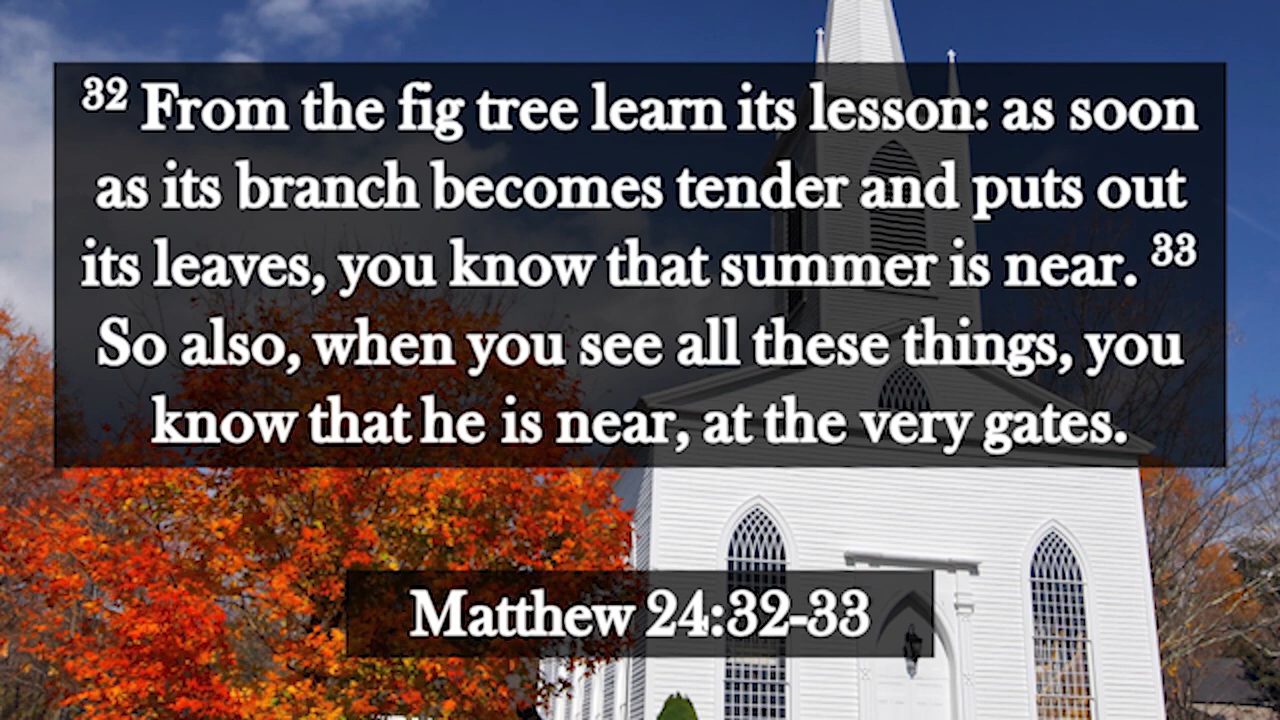 32 From the fig tree learn its lesson: as soon
as its branch becomes tender and puts out
its leaves, you know that summer is near. 33
So also, when you see all these things, you
know that he is near, at the very gates.
Matthew 24:32-33